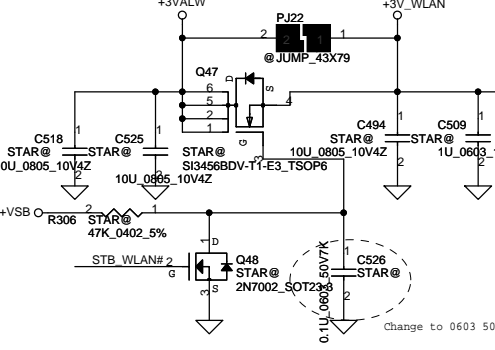 +3VALW
+3V_WLAN
PJ22
2 2 1 1
@JUMP_43X79
Q47
D
S
G
6
5
2
1
4
3
C518
STAR@
0U_0805_10V4Z
1
2
C525
STAR@
10U_0805_10V4Z
1
2
STAR@
SI3456BDV-T1-E3_TSOP6
C494
STAR@
10U_0805_10V4Z
1
2
C509
STAR@
1U_0603_1
1
2
+VSB
R306
2
1
STAR@
47K_0402_5%
STB_WLAN#
2
G
1
D
3
S
Q48
STAR@
2N7002_SOT23-3
0.1U_0603_50V7K
1
2
C526
STAR@
Change to 0603 50